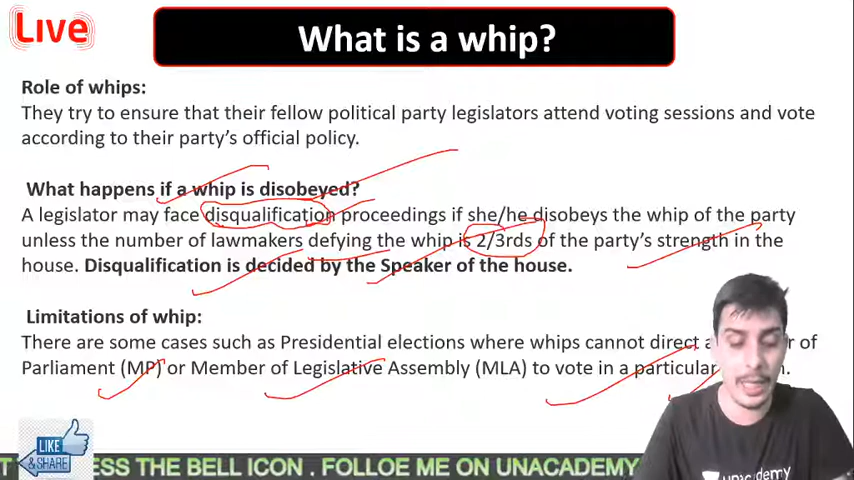 Live
What is a whip?
Role of whips:
They try to ensure that their fellow political party legislators attend voting sessions and vote
according to their party's official policy.
What happens if a whip is disobeyed?
A legislator may face disqualification proceedings if she/he disobeys the whip of the party
unless the number of lawmakers defying the whip is 2/3rds of the party's strength in the
house. Disqualification is decided by the Speaker of the house.
Limitations of whip:
There are some cases such as Presidential elections where whips cannot direct a of
Parliament (MP) or Member of Legislative Assembly (MLA) to vote in a particular
LIKE
& SHARE
ESS THE BELL ICON . FOLLOE ME ON UNACADEMY
unacademy